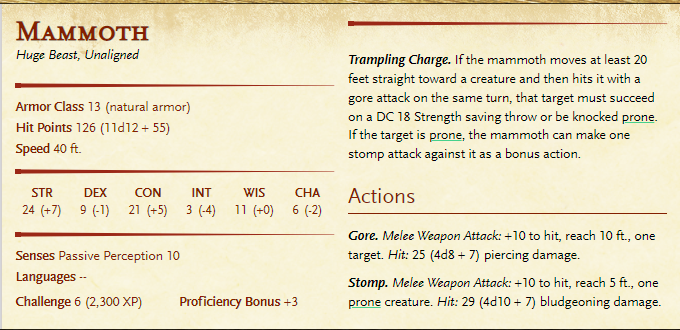 Mammoth
Huge Beast, Unaligned
Armor Class 13 (natural armor)
Hit Points 126 (11d12 + 55)
Speed 40 ft.
STR DEX CON INT WIS CHA
24 (+7) 9 (-1) 21 (+5) 3 (-4) 11 (+0) 6 (-2)
Senses Passive Perception 10
Languages --
Challenge 6 (2,300 XP) Proficiency Bonus +3
Trampling Charge. If the mammoth moves at least 20
feet straight toward a creature and then hits it with a
gore attack on the same turn, that target must succeed
on a DC 18 Strength saving throw or be knocked prone.
If the target is prone, the mammoth can make one
stomp attack against it as a bonus action.
Actions
Gore. Melee Weapon Attack: +10 to hit, reach 10 ft., one
target. Hit: 25 (4d8 + 7) piercing damage.
Stomp. Melee Weapon Attack: +10 to hit, reach 5 ft., one
prone creature. Hit: 29 (4d10 + 7) bludgeoning damage.